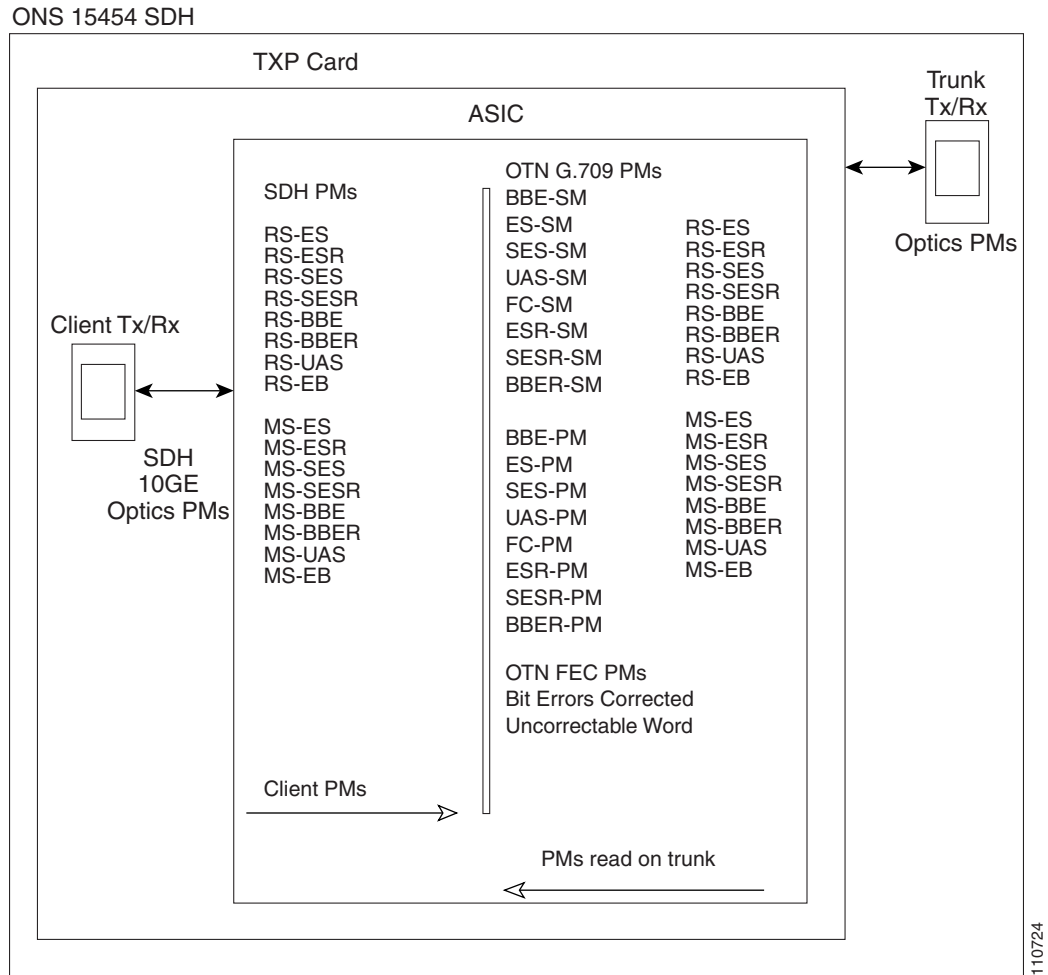 ONS 15454 SDH
TXP Card
Trunk
Tx/Rx
Optics PMs
ASIC
Client Tx/Rx
SDH
10GE
Optics PMs
SDH PMs
RS-ES
RS-ESR
RS-SES
RS-SESR
RS-BBE
RS-BBER
RS-UAS
RS-EB
MS-ES
MS-ESR
MS-SES
MS-SESR
MS-BBE
MS-BBER
MS-UAS
MS-EB
OTN G.709 PMs
BBE-SM
ES-SM
SES-SM
UAS-SM
FC-SM
ESR-SM
SESR-SM
BBER-SM
BBE-PM
ES-PM
SES-PM
UAS-PM
FC-PM
ESR-PM
SESR-PM
BBER-PM
OTN FEC PMs
Bit Errors Corrected
Uncorrectable Word
RS-ES
RS-ESR
RS-SES
RS-SESR
RS-BBE
RS-BBER
RS-UAS
RS-EB
MS-ES
MS-ESR
MS-SES
MS-SESR
MS-BBE
MS-BBER
MS-UAS
MS-EB
Client PMs
PMs read on trunk
110724